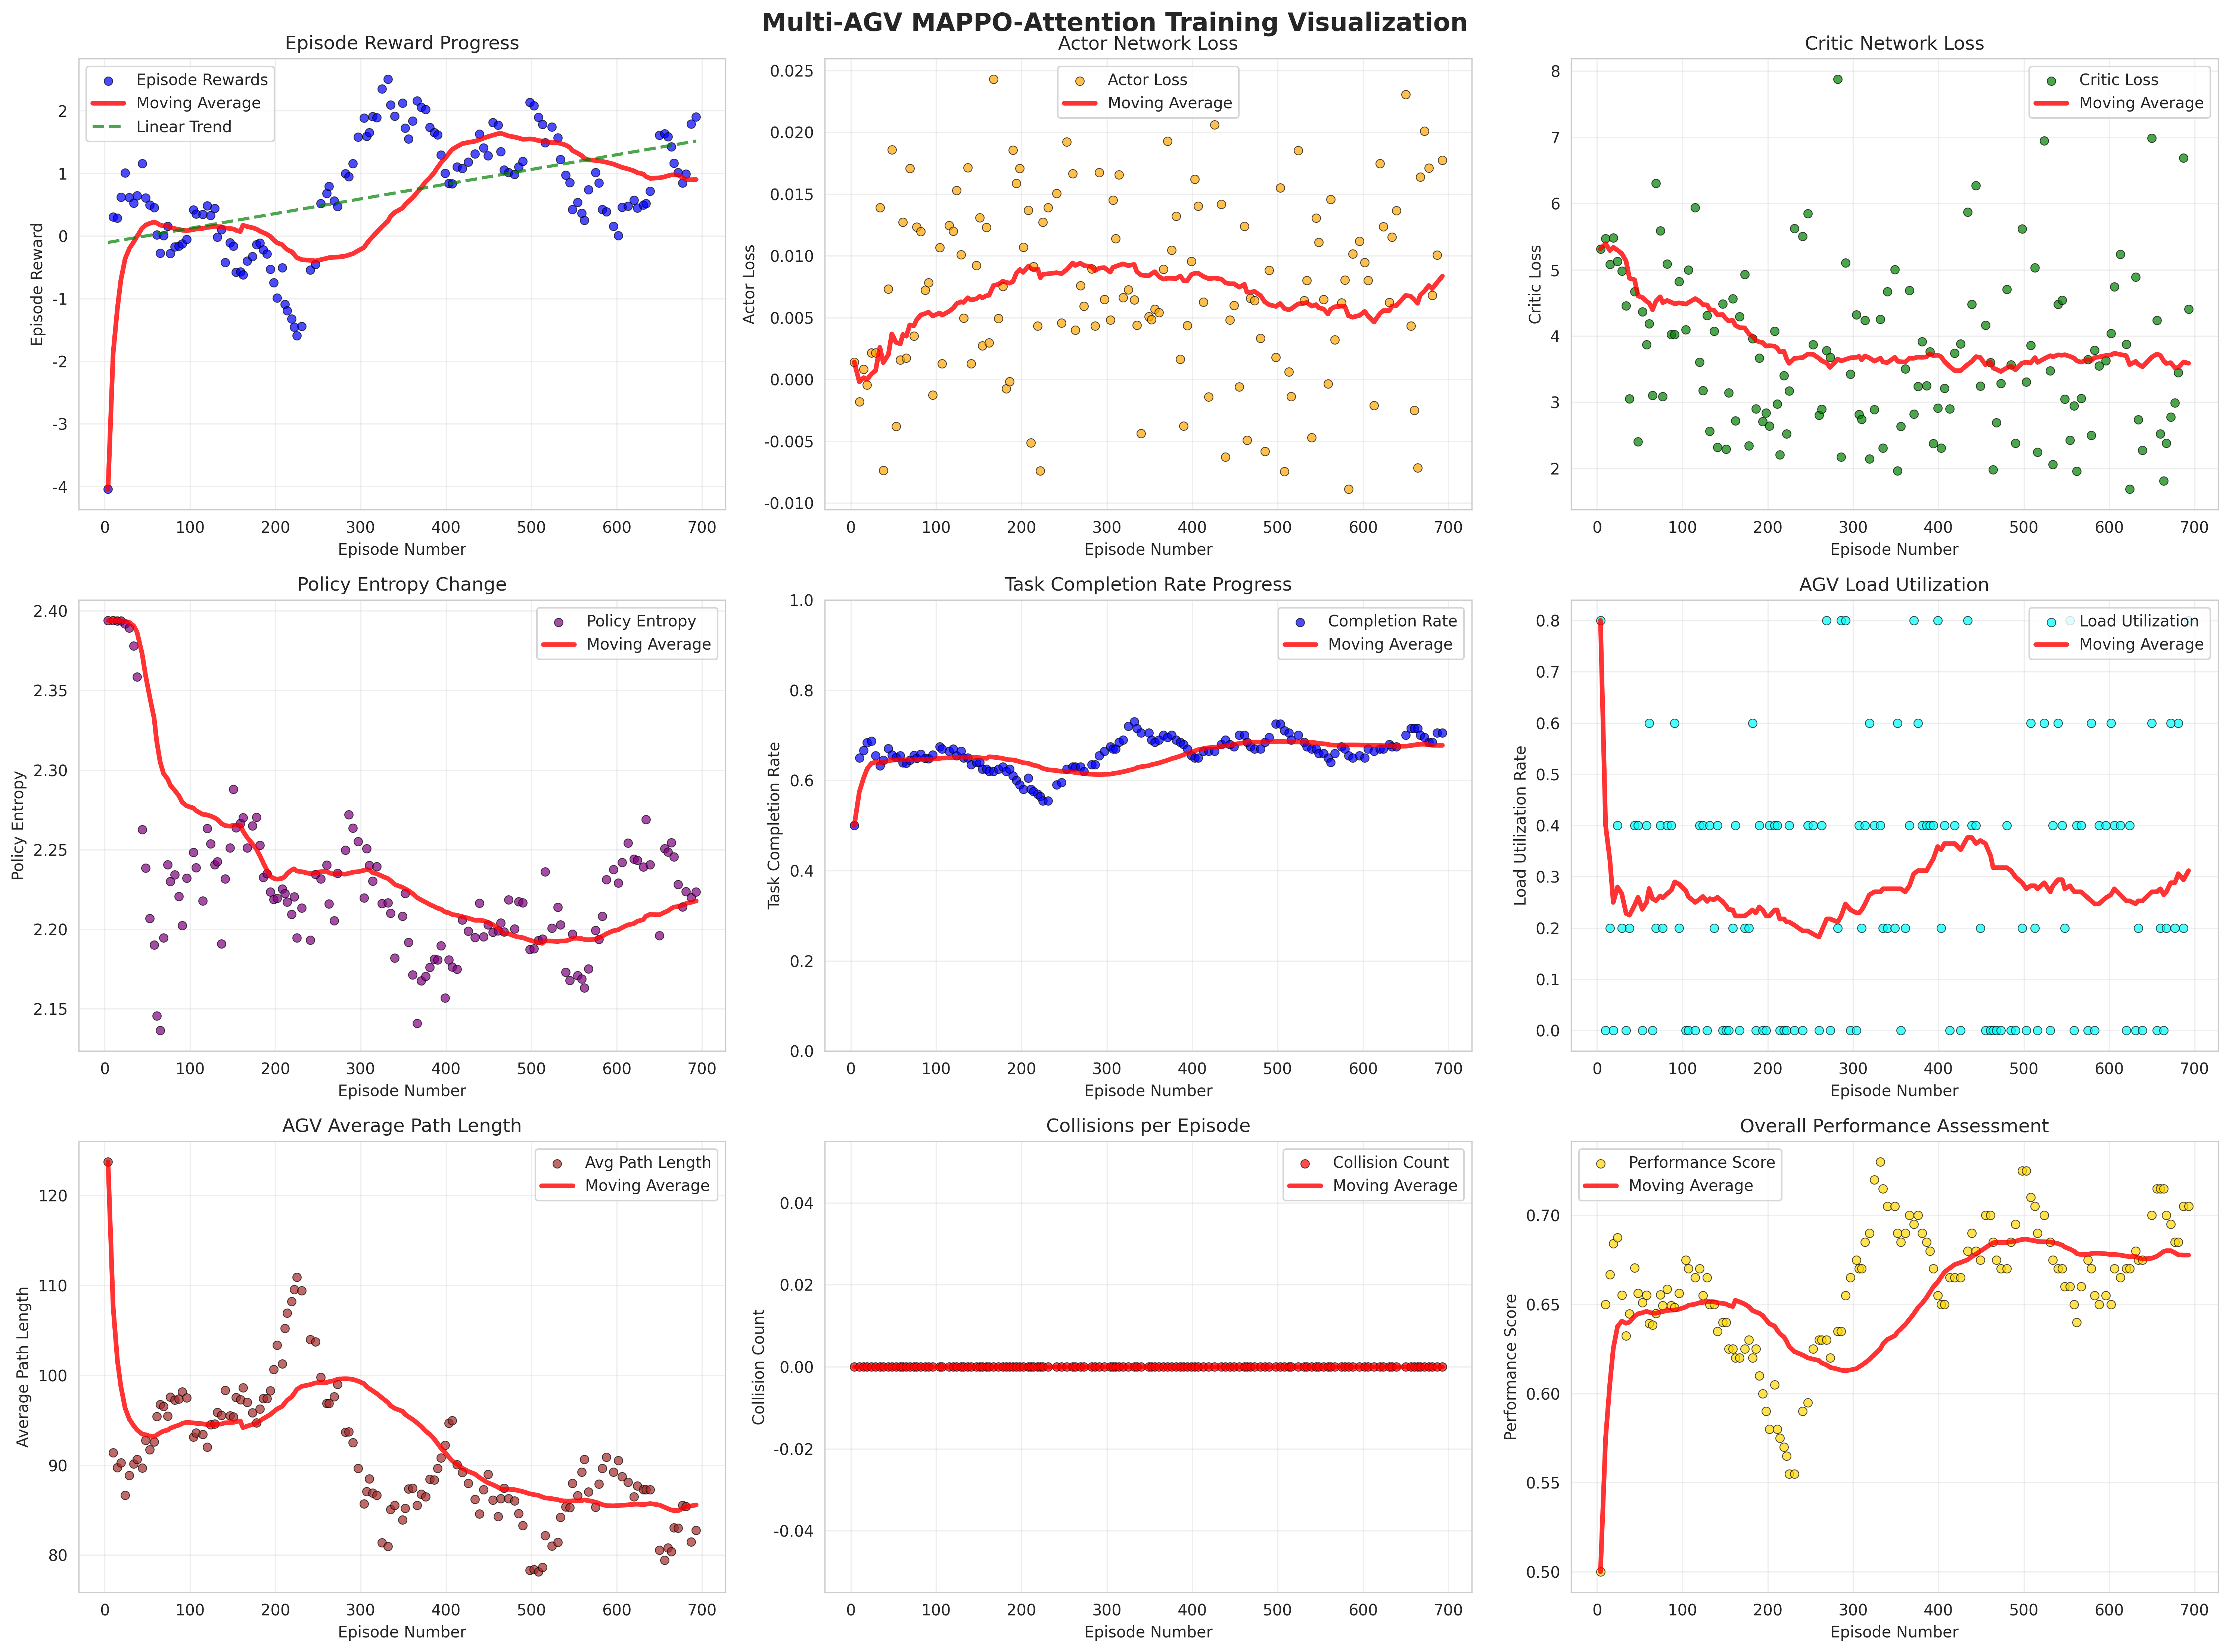 Multi-AGV MAPPO-Attention Training Visualization
Episode Reward Progress
Episode Rewards
Moving Average
Linear Trend
2
1
0
-1
-2
-3
-4
Episode Reward
0 100 200 300 400 500 600 700
Episode Number
Actor Network Loss
Actor Loss
Moving Average
0.025
0.020
0.015
0.010
0.005
0.000
-0.005
-0.010
Actor Loss
0 100 200 300 400 500 600 700
Episode Number
Critic Network Loss
Critic Loss
Moving Average
8
7
6
5
4
3
2
Critic Loss
0 100 200 300 400 500 600 700
Episode Number
Policy Entropy Change
Policy Entropy
Moving Average
2.40
2.35
2.30
2.25
2.20
2.15
Policy Entropy
0 100 200 300 400 500 600 700
Episode Number
Task Completion Rate Progress
Completion Rate
Moving Average
1.0
0.8
0.6
0.4
0.2
0.0
Task Completion Rate
0 100 200 300 400 500 600 700
Episode Number
AGV Load Utilization
Load Utilization
Moving Average
0.8
0.7
0.6
0.5
0.4
0.3
0.2
0.1
0.0
Load Utilization Rate
0 100 200 300 400 500 600 700
Episode Number
AGV Average Path Length
Avg Path Length
Moving Average
120
110
100
90
80
Average Path Length
0 100 200 300 400 500 600 700
Episode Number
Collisions per Episode
Collision Count
Moving Average
0.04
0.02
0.00
-0.02
-0.04
Collision Count
0 100 200 300 400 500 600 700
Episode Number
Overall Performance Assessment
Performance Score
Moving Average
0.70
0.65
0.60
0.55
0.50
Performance Score
0 100 200 300 400 500 600 700
Episode Number